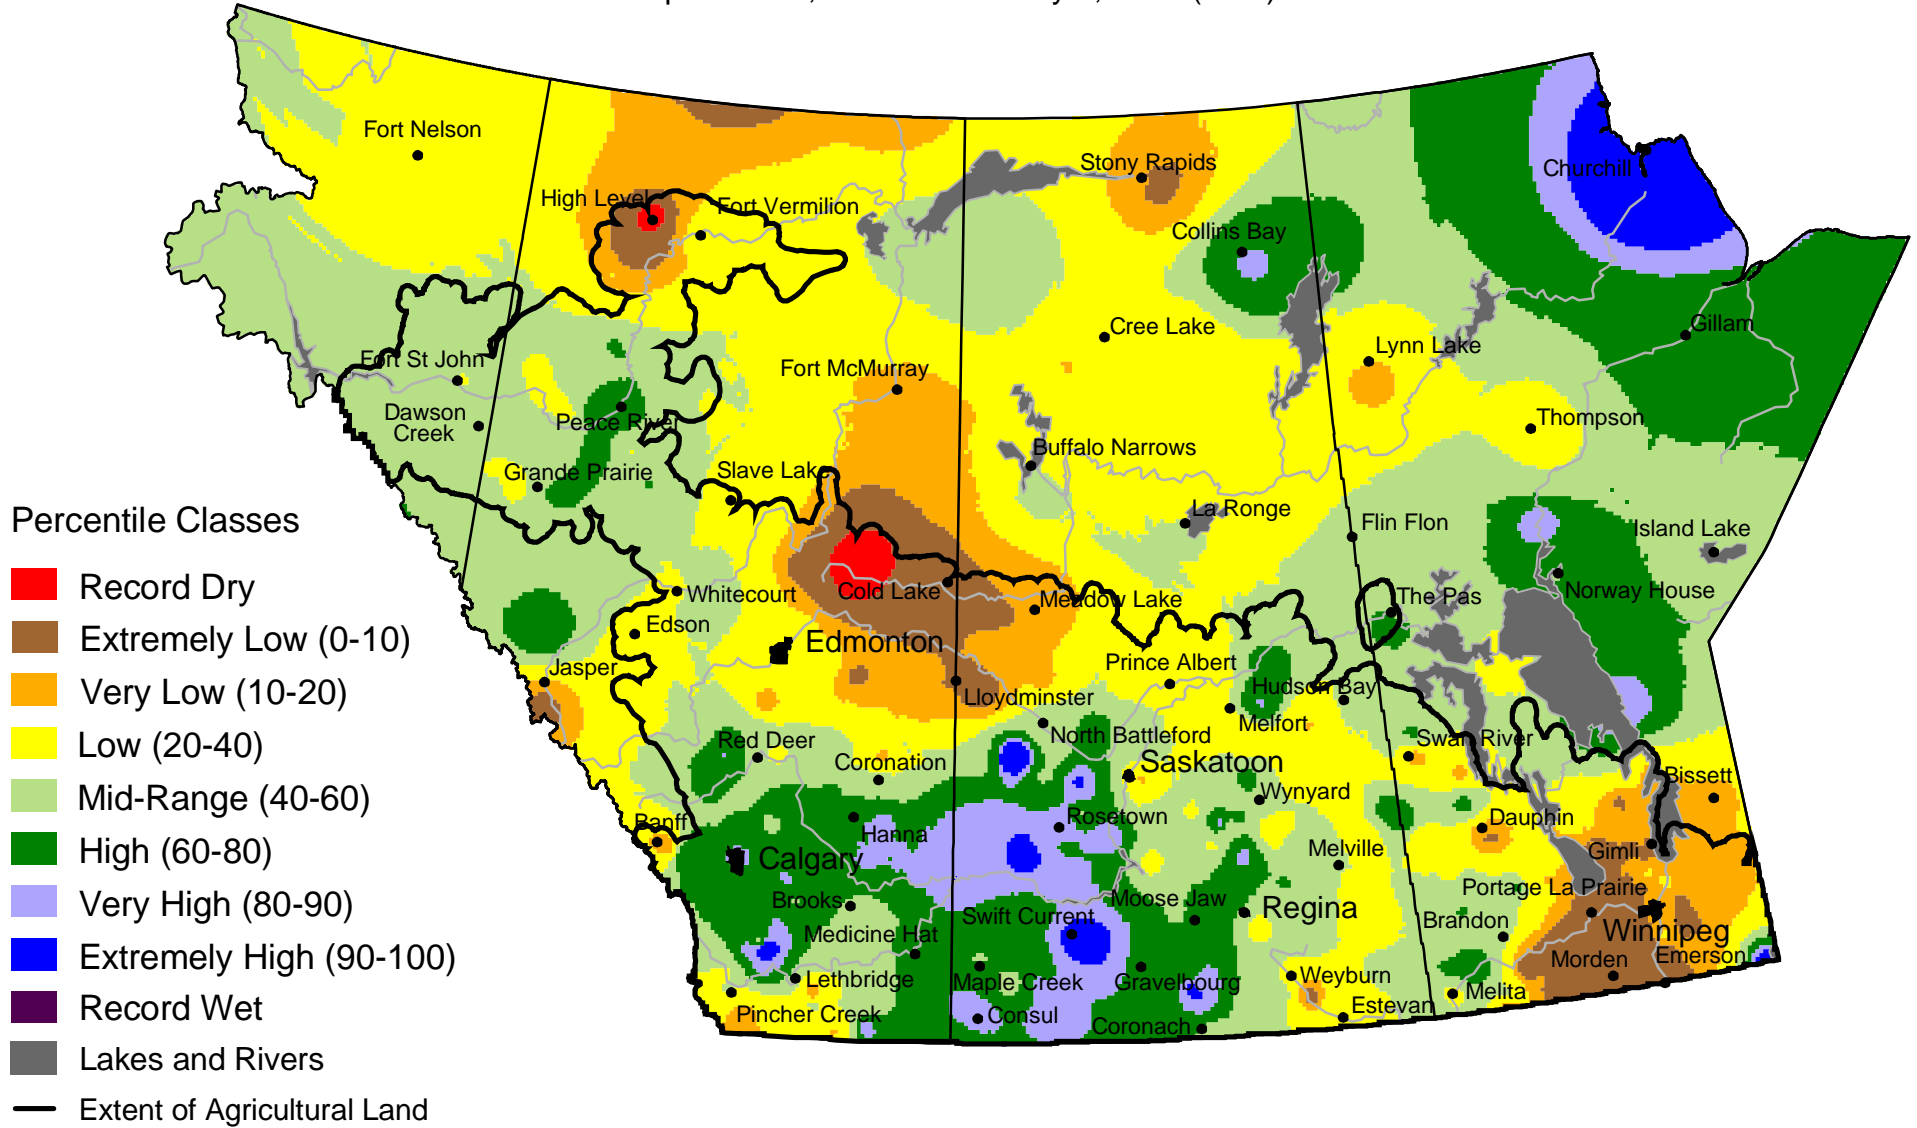 Fort Nelson
High Level
Fort Vermilion
Stony Rapids
Churchill
Collins Bay
Gillam
Cree Lake
Lynn Lake
Fort St John
Fort McMurray
Dawson
Creek
Peace River
Thompson
Buffalo Narrows
Grande Prairie
Slave Lake
La Ronge
Flin Flon
Island Lake
Whitecourt
Cold Lake
Meadow Lake
The Pas
Norway House
Edson
Edmonton
Jasper
Prince Albert
Hudson Bay
Lloydminster
Melfort
North Battleford
Red Deer
Swan River
Coronation
Saskatoon
Bissett
Wynyard
Banff
Hanna
Rosetown
Dauphin
Calgary
Melville
Gimli
Brooks
Moose Jaw
Portage La Prairie
Swift Current
Regina
Brandon
Medicine Hat
Winnipeg
Lethbridge
Maple Creek
Gravelbourg
Weyburn
Morden
Emerson
Pincher Creek
Consul
Coronach
Estevan
Melita
Percentile Classes
Record Dry
Extremely Low (0-10)
Very Low (10-20)
Low (20-40)
Mid-Range (40-60)
High (60-80)
Very High (80-90)
Extremely High (90-100)
Record Wet
Lakes and Rivers
Extent of Agricultural Land